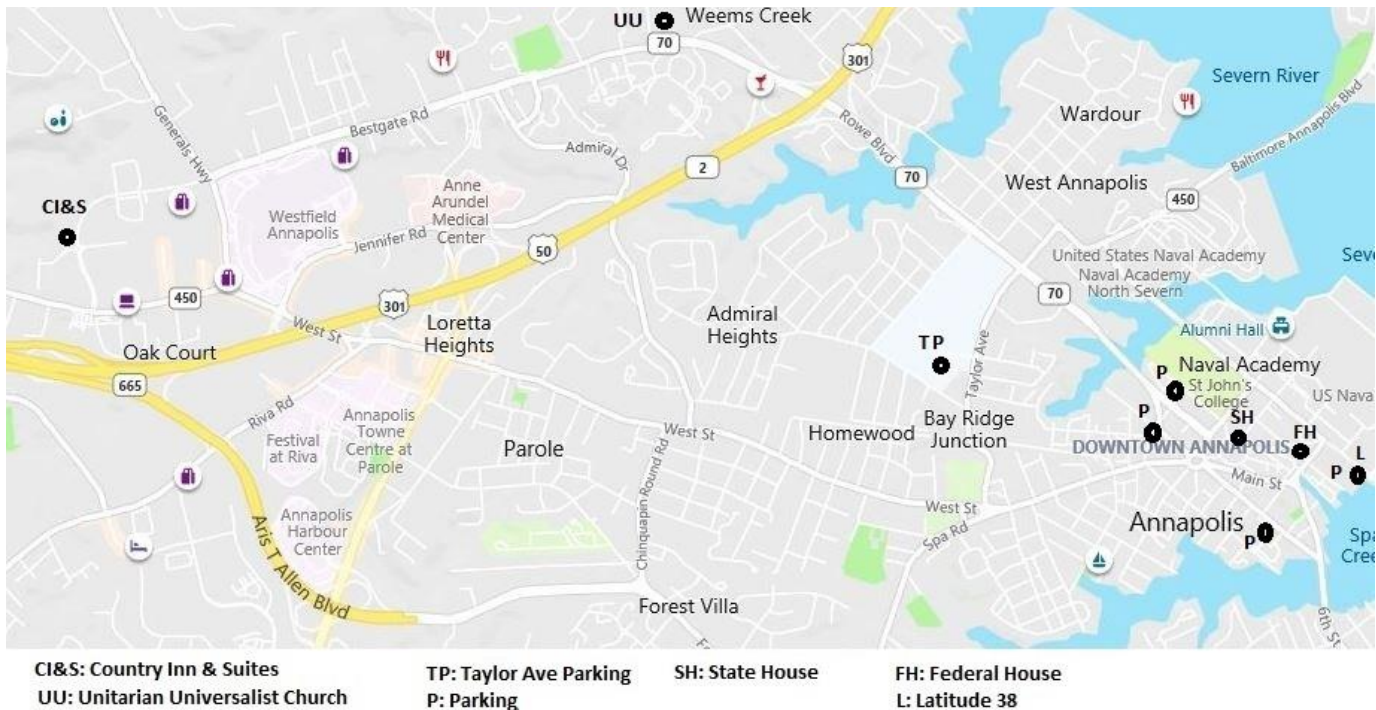 UU
Weems Creek
70
301
Severn River
Generals Hwy
Bestgate Rd
Wardour
Rowe Blvd
Baltimore Annapolis Blvd
Admiral Dr
2
70
West Annapolis
CI&S
Anne
Arundel
Medical
Center
450
Westfield
Annapolis
Jennifer Rd
50
United States Naval Academy
Naval Academy
North Severn
Seve
450
301
70
West St
Loretta
Heights
Admiral
Heights
Alumni Hall
Oak Court
TP
Taylor Ave
P
Naval Academy
St John's
College
US Nava
665
Riva Rd
Annapolis
Towne
Centre at
Parole
Festival
at Riva
Parole
West St
Homewood
Bay Ridge
Junction
P
SH
FH
DOWNTOWN ANNAPOLIS
L
P
Main St
Chinquapin Round Rd
West St
Spa Rd
Annapolis
Harbour
Center
Annapolis
P
Spa
Cree
Aris T Allen Blvd
Forest Villa
6th St
CI&S: Country Inn & Suites
TP: Taylor Ave Parking
SH: State House
FH: Federal House
UU: Unitarian Universalist Church
P: Parking
L: Latitude 38